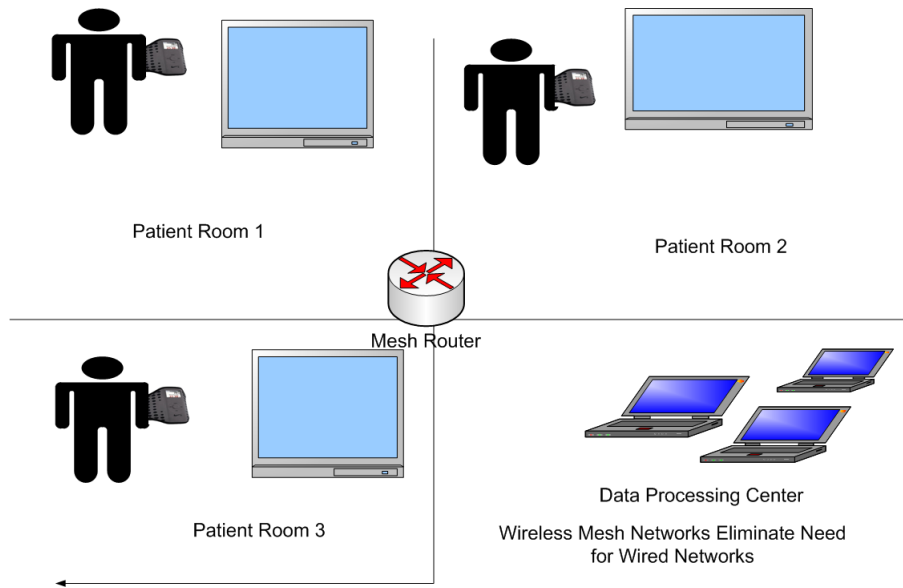 Patient Room 1
Patient Room 2
Mesh Router
Patient Room 3
Data Processing Center
Wireless Mesh Networks Eliminate Need
for Wired Networks